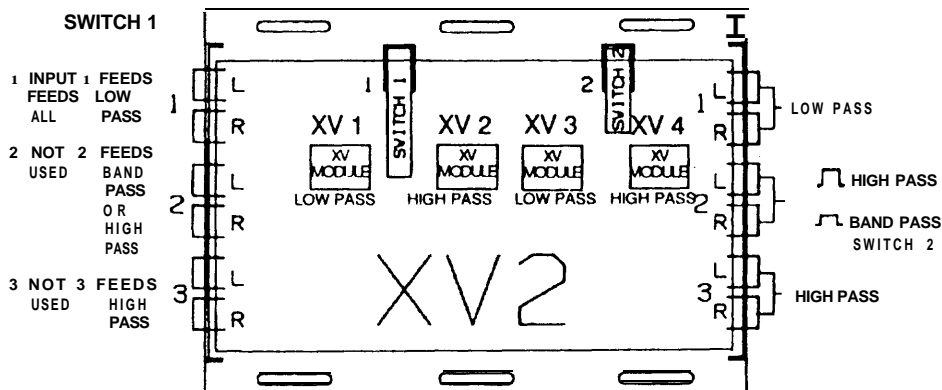 SWITCH 1
1 INPUT 1 FEEDS
FEEDS LOW
ALL PASS
2 NOT 2 FEEDS
USED BAND
PASS
OR
HIGH
PASS
3 NOT 3 FEEDS
USED HIGH
PASS
1
L
R
2
L
R
3
L
R
1
SWITCH 1
2
SWITCH 2
XV 1
XV 2
XV 3
XV 4
XV
MODULE
XV
MODULE
XV
MODULE
XV
MODULE
LOW PASS
HIGH PASS
LOW PASS
HIGH PASS
XV2
I
1
L
R
2
L
R
3
L
R
LOW PASS
HIGH PASS
BAND PASS
SWITCH 2
HIGH PASS